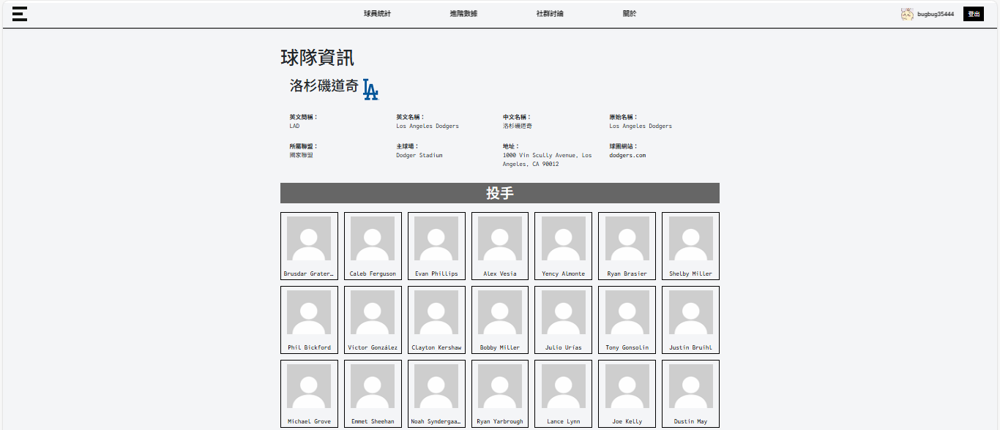 球員統計 進階數據 社群討論 關於 bugbug35444 登出
球隊資訊
洛杉磯道奇 LA
英文簡稱： 英文名稱： 中文名稱： 原始名稱：
LAD Los Angeles Dodgers 洛杉磯道奇 Los Angeles Dodgers
所屬聯盟： 主球場： 地址： 球團網站：
國家聯盟 Dodger Stadium 1000 Vin Scully Avenue, Los dodgers.com
Angeles, CA 90012
投手
Brusdar Grater… Caleb Ferguson Evan Phillips Alex Vesia Yency Almonte Ryan Brasier Shelby Miller
Phil Bickford Victor González Clayton Kershaw Bobby Miller Julio Urías Tony Gonsolin Justin Bruihl
Michael Grove Emmet Sheehan Noah Syndergaa… Ryan Yarbrough Lance Lynn Joe Kelly Dustin May